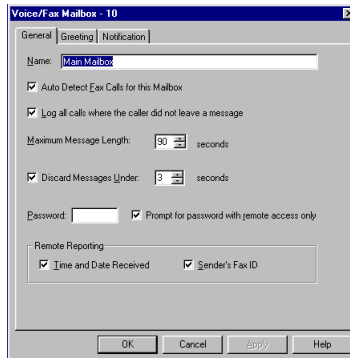 Voice/Fax Mailbox - 10
General Greeting Notification
Name: Main Mailbox
Auto Detect Fax Calls for this Mailbox
Log all calls where the caller did not leave a message
Maximum Message Length: 90 seconds
Discard Messages Under: 3 seconds
Password: Prompt for password with remote access only
Remote Reporting
Time and Date Received Sender's Fax ID
OK Cancel Apply Help